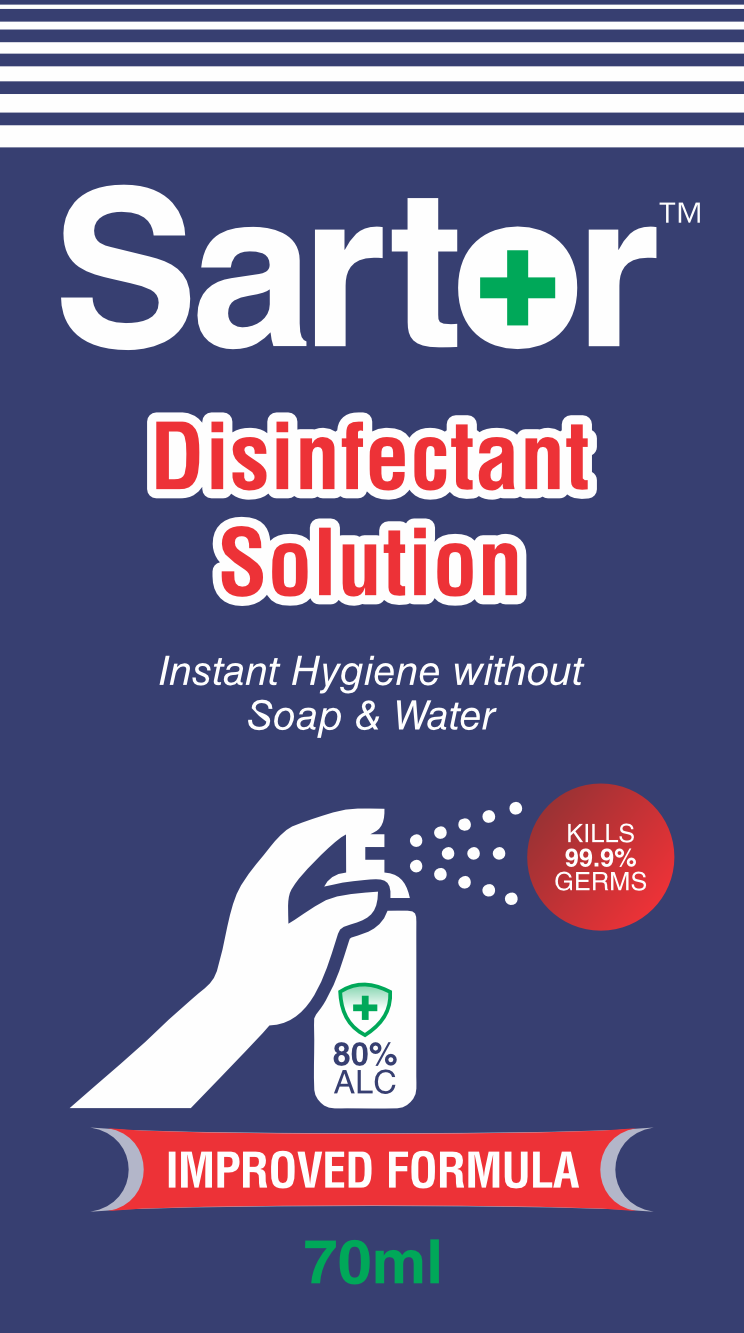 Sartor™
Disinfectant
Solution
Instant Hygiene without
Soap & Water
KILLS
99.9%
GERMS
80%
ALC
IMPROVED FORMULA
70ml